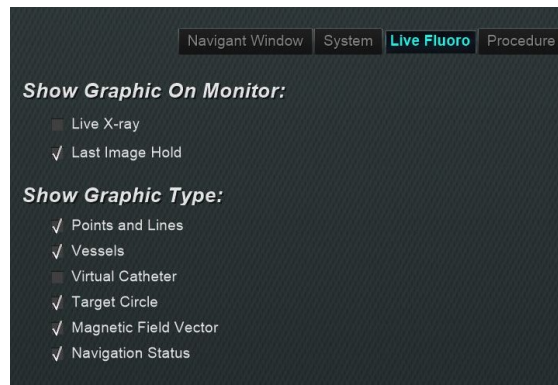 Navigant Window System Live Fluoro Procedure
Show Graphic On Monitor:
Live X-ray
Last Image Hold
Show Graphic Type:
Points and Lines
Vessels
Virtual Catheter
Target Circle
Magnetic Field Vector
Navigation Status